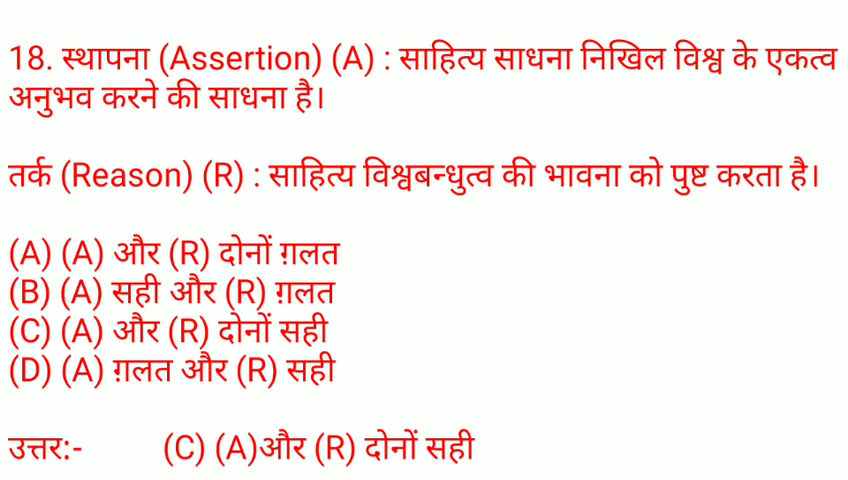 18. स्थापना (Assertion) (A) : साहित्य साधना निखिल विश्व के एकत्व
अनुभव करने की साधना है।
तर्क (Reason) (R) : साहित्य विश्वबन्धुत्व की भावना को पुष्ट करता है।
(A) (A) और (R) दोनों ग़लत
(B) (A) सही और (R) ग़लत
(C) (A) और (R) दोनों सही
(D) (A) ग़लत और (R) सही
उत्तर:- (C) (A)और (R) दोनों सही